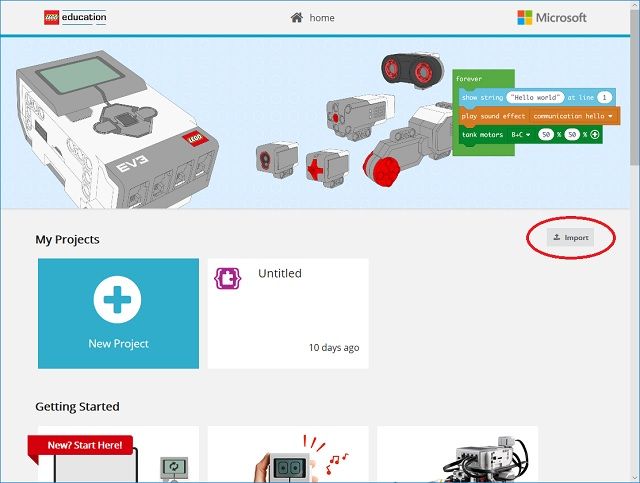 LEGO education
home
Microsoft
forever
show string "Hello world" at line 1
play sound effect communication hello
tank motors B+C 50 % 50 %
EV3
LEGO
My Projects
Import
New Project
Untitled
10 days ago
Getting Started
New? Start Here!